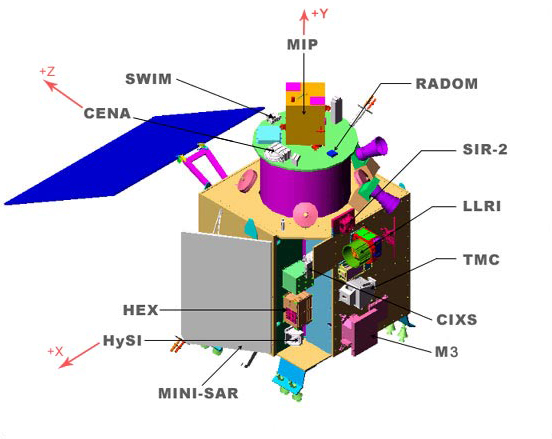 +Y
MIP
+Z
SWIM
RADOM
CENA
SIR-2
LLRI
TMC
HEX
CIXS
HySI
+X
M3
MINI-SAR